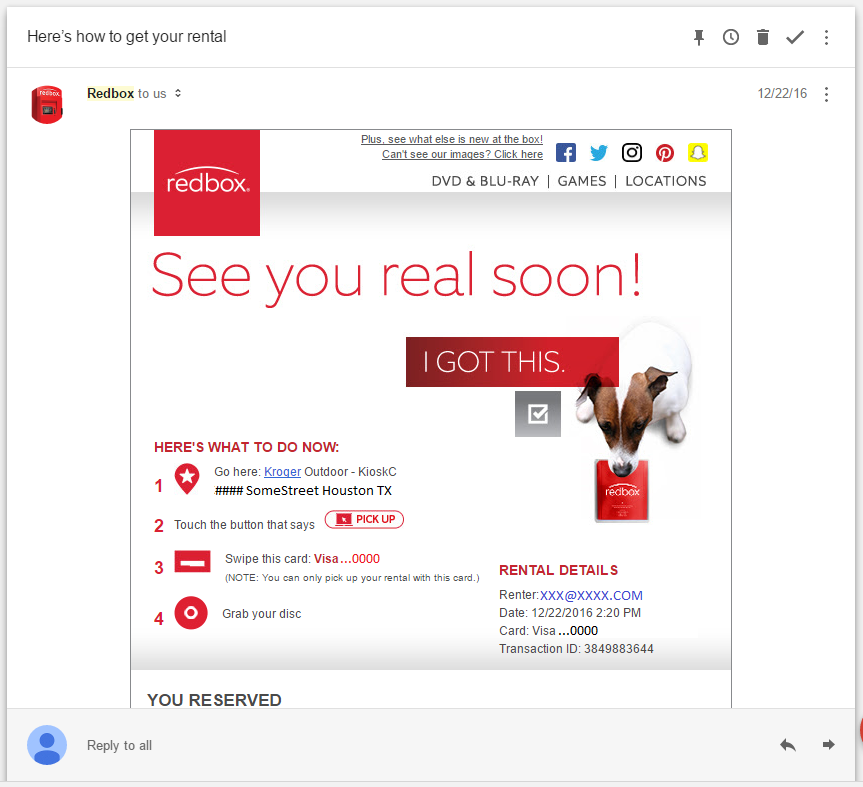 Here's how to get your rental
Redbox to us
12/22/16
redbox.
Plus, see what else is new at the box!
Can't see our images? Click here
redbox.
DVD & BLU-RAY | GAMES | LOCATIONS
See you real soon!
I GOT THIS.
redbox
HERE'S WHAT TO DO NOW:
1 Go here: Kroger Outdoor - KioskC
#### SomeStreet Houston TX
2 Touch the button that says PICK UP
3 Swipe this card: Visa...0000
(NOTE: You can only pick up your rental with this card.)
4 Grab your disc
RENTAL DETAILS
Renter:XXX@XXXX.COM
Date: 12/22/2016 2:20 PM
Card: Visa ...0000
Transaction ID: 3849883644
YOU RESERVED
Reply to all